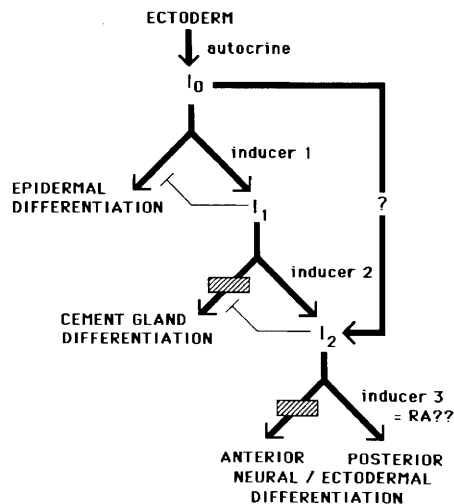 ECTODERM
autocrine
I0
inducer 1
EPIDERMAL
DIFFERENTIATION
I1
?
inducer 2
CEMENT GLAND
DIFFERENTIATION
I2
inducer 3
= RA??
ANTERIOR POSTERIOR
NEURAL / ECTODERMAL
DIFFERENTIATION